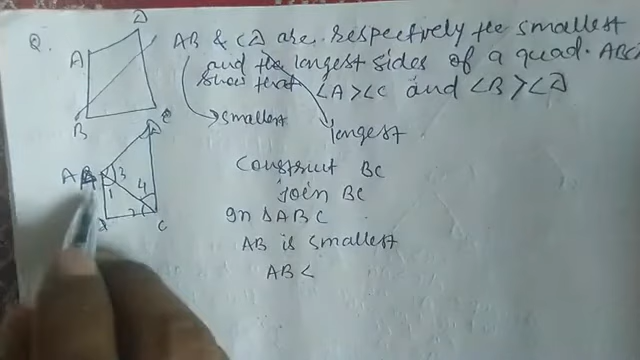 Q. AB & CD are respectively the smallest
and the longest sides of a quad. ABC
show that ∠A>∠C and ∠B>∠D
smallest
longest
A
D
B
D
A
3
4
1
2
C
Construct BC
Join BC
In ΔABC
AB is smallest
AB <